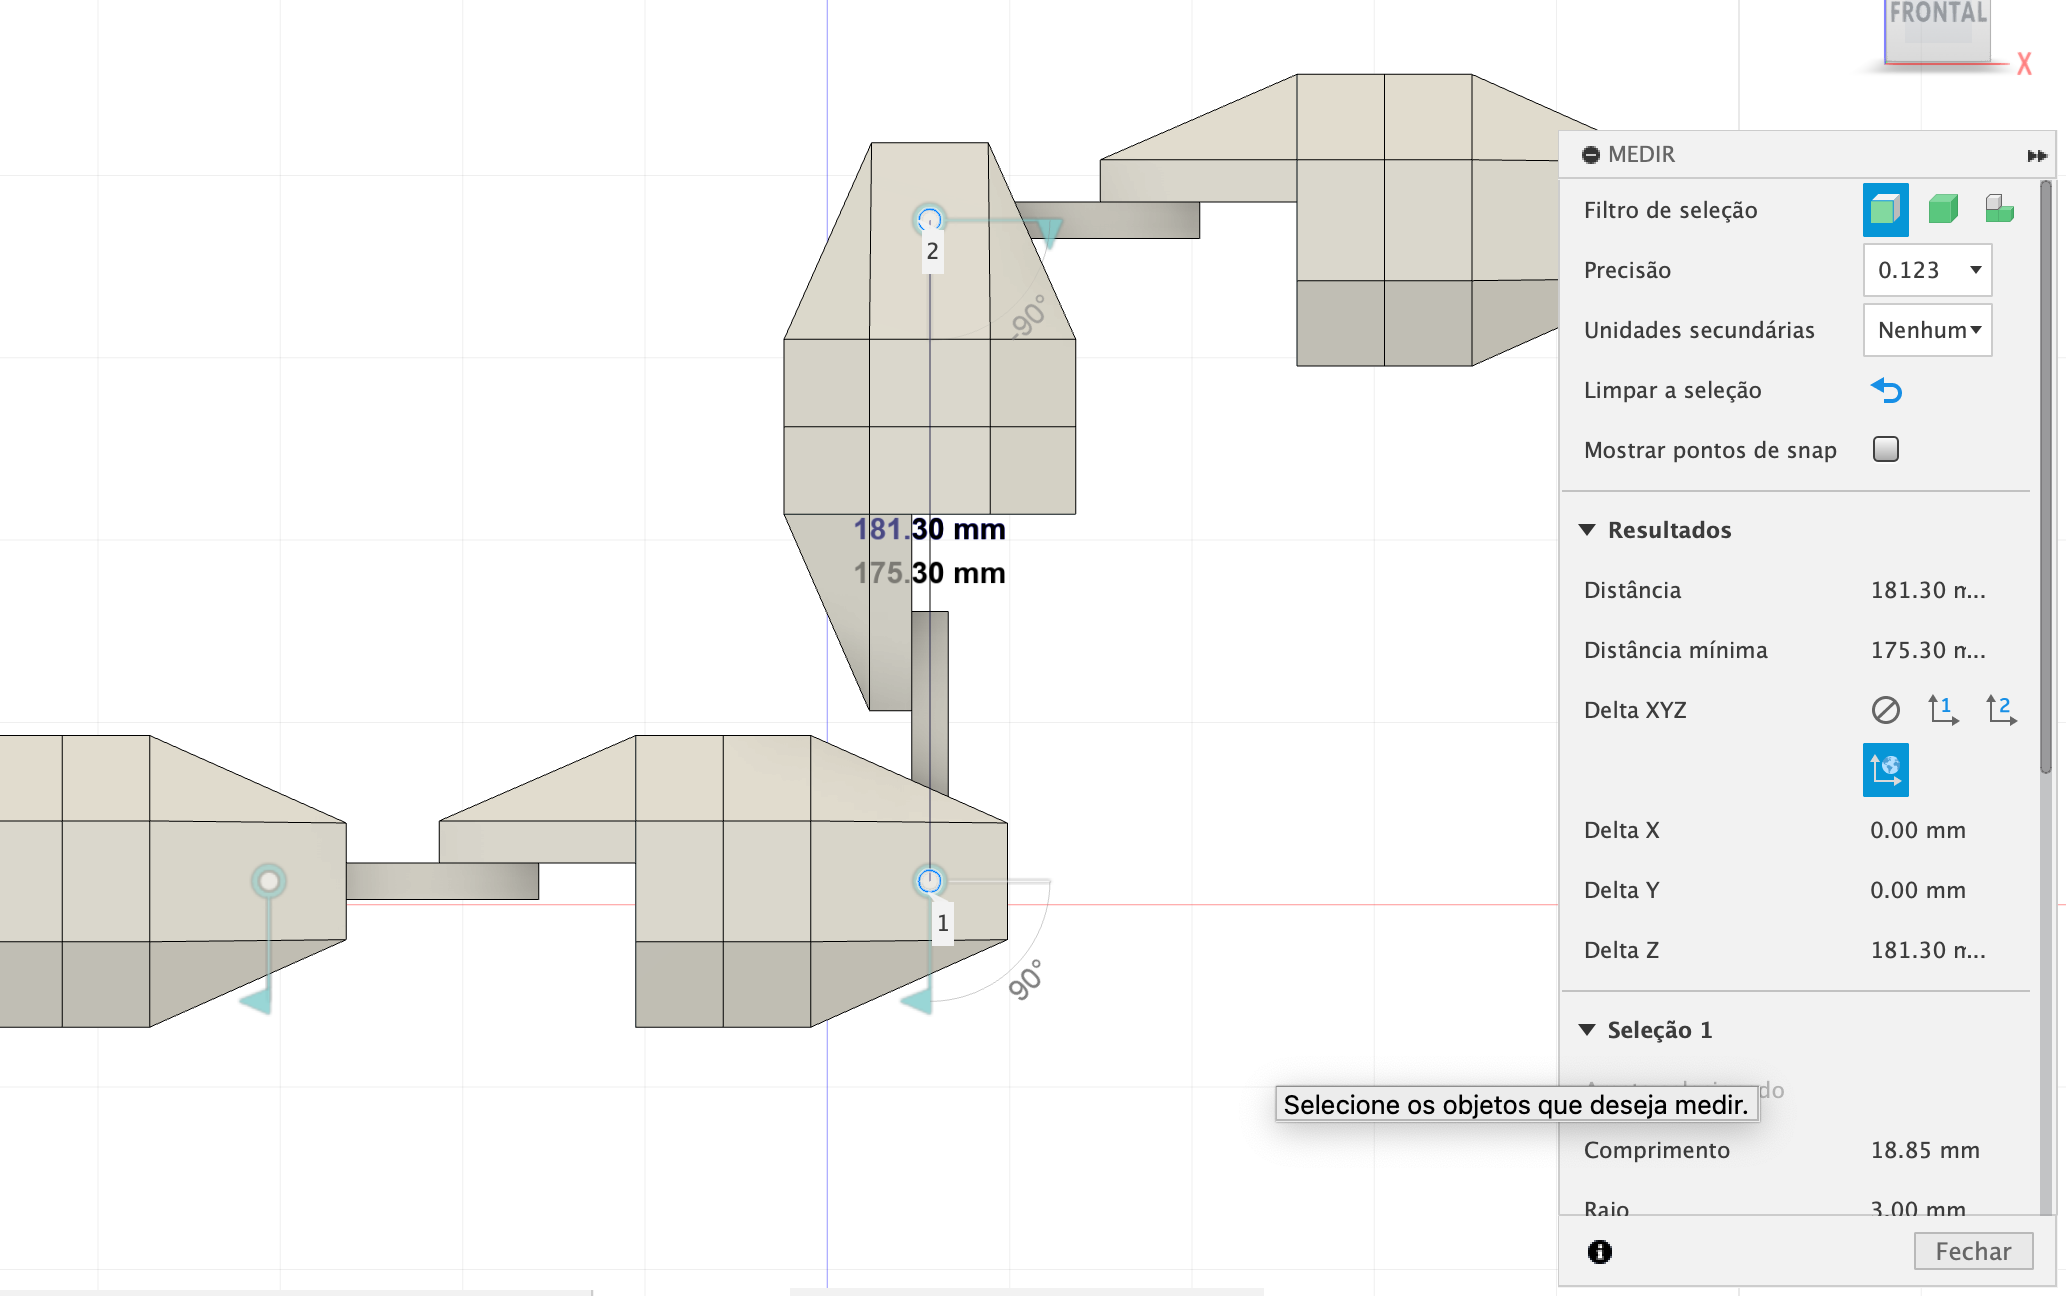 FRONTAL
X
MEDIR
Filtro de seleção
Precisão 0.123
Unidades secundárias Nenhum
Limpar a seleção
Mostrar pontos de snap
Resultados
Distância 181.30 m...
Distância mínima 175.30 m...
Delta XYZ 1 2
Delta X 0.00 mm
Delta Y 0.00 mm
Delta Z 181.30 m...
Seleção 1
do
Selecione os objetos que deseja medir.
Comprimento 18.85 mm
Raio 3.00 mm
Fechar
2
-90°
181.30 mm
175.30 mm
1
90°